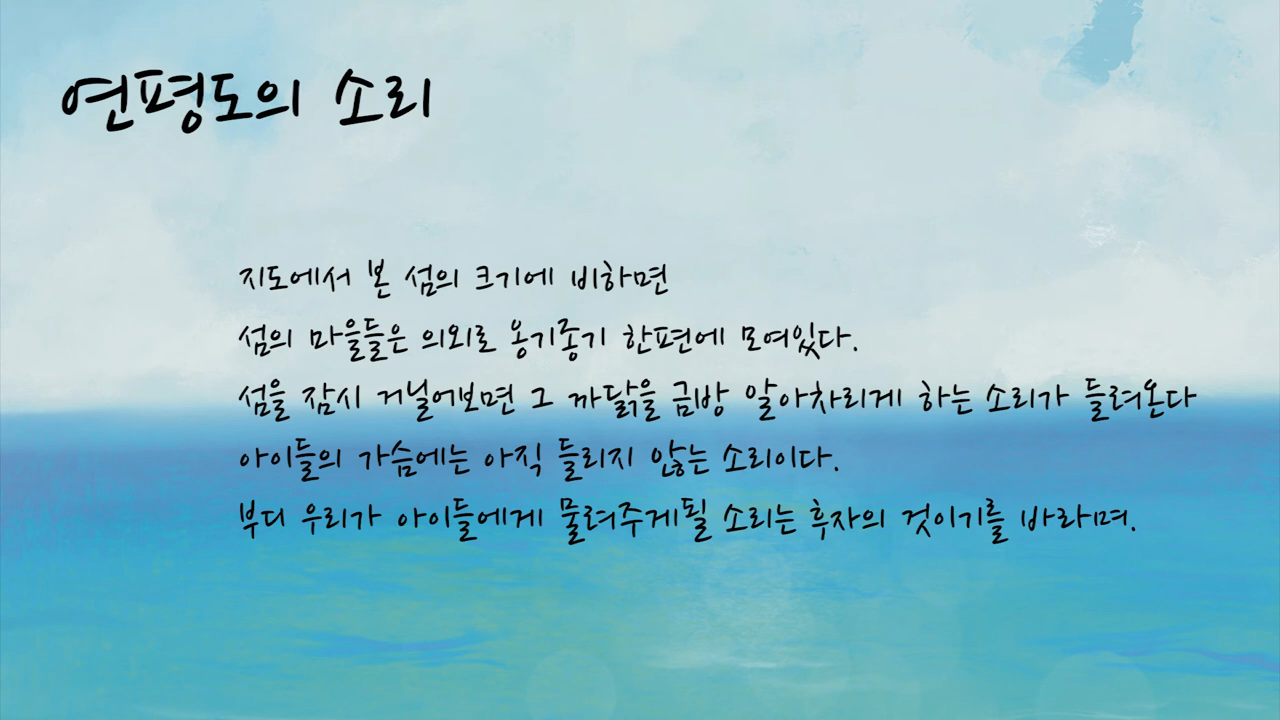 연평도의 소리
지도에서 본 섬의 크기에 비하면
섬의 마을들은 의외로 옹기종기 한편에 모여있다.
섬을 잠시 거닐어보면 그 까닭을 금방 알아차리게 하는 소리가 들려온다
아이들의 가슴에는 아직 들리지 않는 소리이다.
부디 우리가 아이들에게 물려주게될 소리는 후자의 것이기를 바라며.